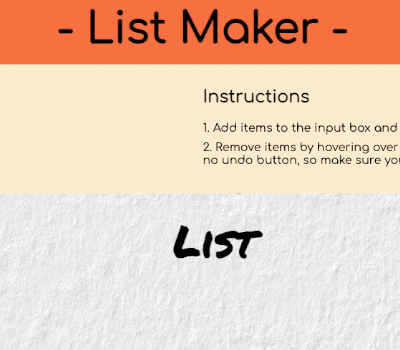 - List Maker -
Instructions
1. Add items to the input box and
2. Remove items by hovering over
no undo button, so make sure you
List